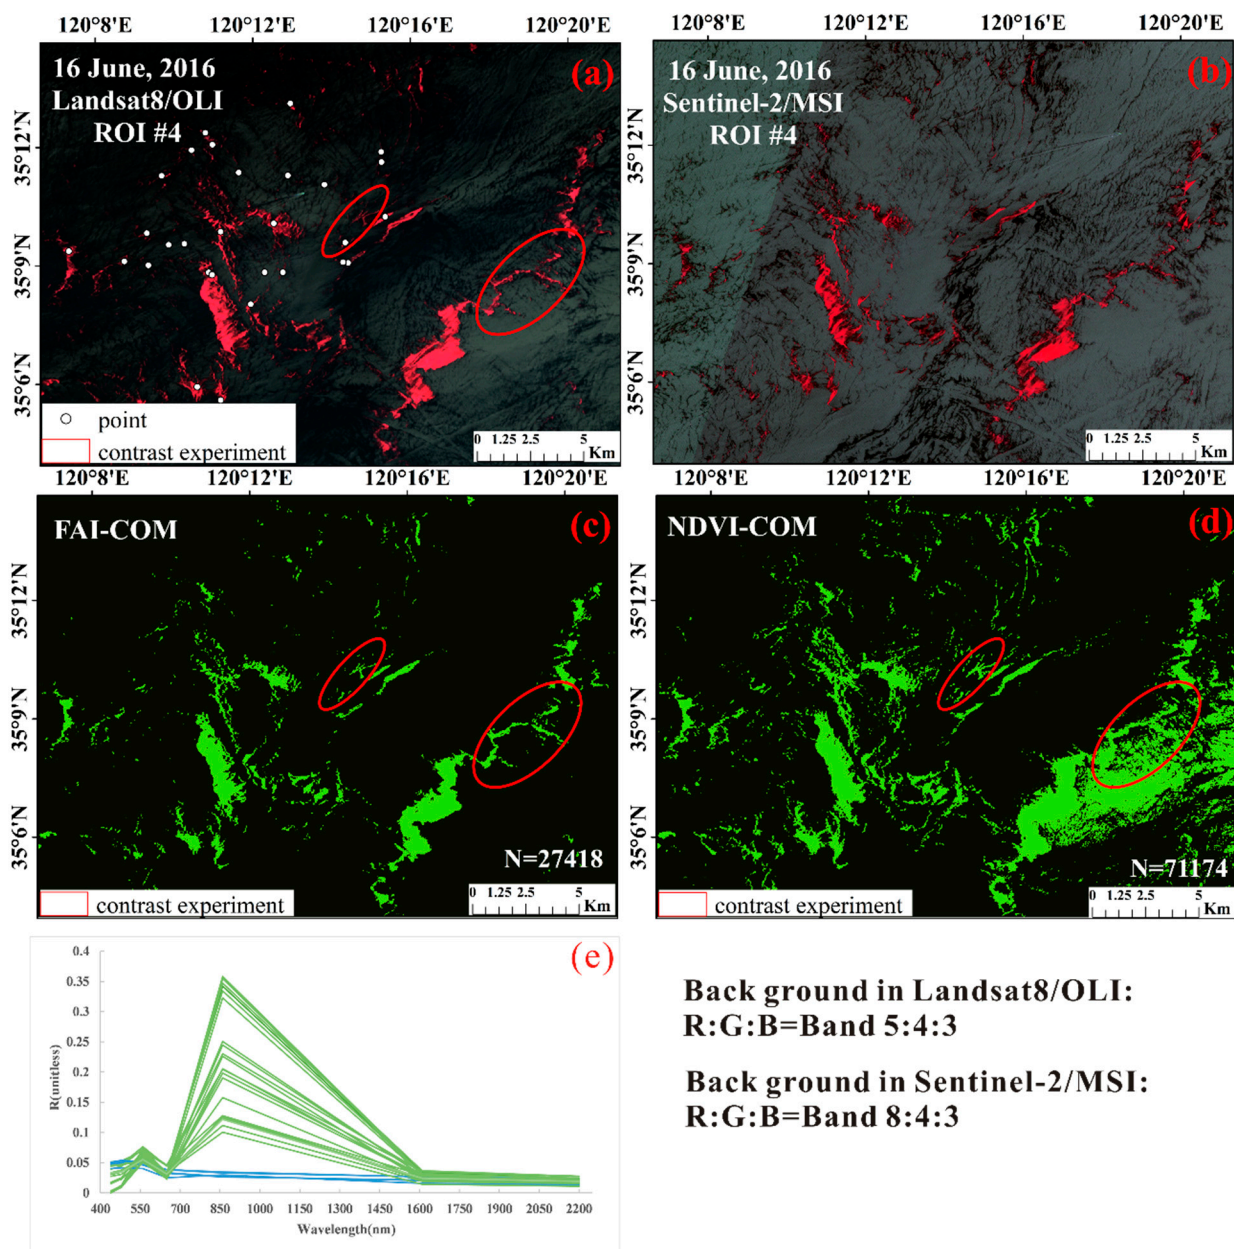 120°8'E 120°12'E 120°16'E 120°20'E
120°8'E 120°12'E 120°16'E 120°20'E
35°12'N
35°9'N
35°6'N
16 June, 2016
Landsat8/OLI
ROI #4
(a)
point
contrast experiment
0 1.25 2.5 5
Km
35°12'N
35°9'N
35°6'N
16 June, 2016
Sentinel-2/MSI
ROI #4
(b)
0 1.25 2.5 5
Km
120°8'E 120°12'E 120°16'E 120°20'E
120°8'E 120°12'E 120°16'E 120°20'E
35°12'N
35°9'N
35°6'N
FAI-COM
(c)
N=27418
contrast experiment
0 1.25 2.5 5
Km
35°12'N
35°9'N
35°6'N
NDVI-COM
(d)
N=71174
contrast experiment
0 1.25 2.5 5
Km
(e)
R(unitless)
0.4
0.35
0.3
0.25
0.2
0.15
0.1
0.05
0
400 550 700 850 1000 1150 1300 1450 1600 1750 1900 2050 2200
Wavelength(nm)
Back ground in Landsat8/OLI:
R:G:B=Band 5:4:3
Back ground in Sentinel-2/MSI:
R:G:B=Band 8:4:3